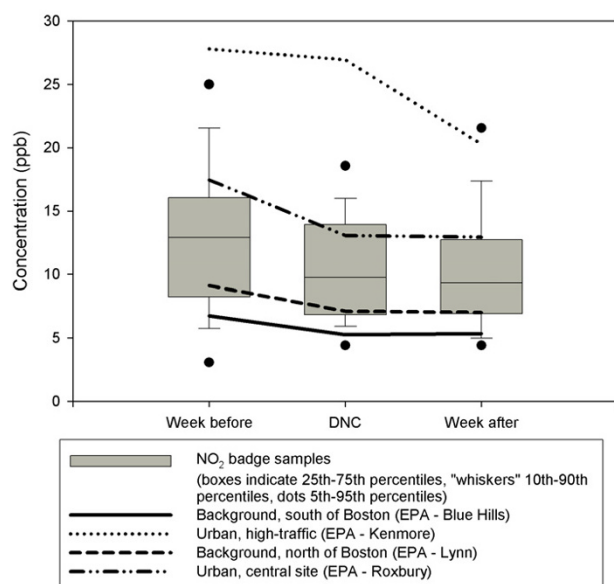 30
25
20
15
10
5
0
Concentration (ppb)
Week before DNC Week after
NO₂ badge samples
(boxes indicate 25th-75th percentiles, "whiskers" 10th-90th
percentiles, dots 5th-95th percentiles)
Background, south of Boston (EPA - Blue Hills)
Urban, high-traffic (EPA - Kenmore)
Background, north of Boston (EPA - Lynn)
Urban, central site (EPA - Roxbury)